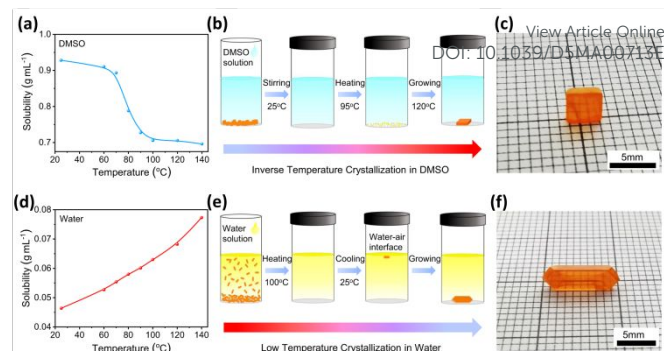 (a)
DMSO
Solubility (g mL⁻¹)
1.0
0.9
0.8
0.7
20 40 60 80 100 120 140
Temperature (°C)
(b)
DMSO
solution
Stirring
25°C
Heating
95°C
Growing
120°C
Inverse Temperature Crystallization in DMSO
(c)
View Article Online
DOI: 10.1039/D5MA00713E
5mm
(d)
Water
Solubility (g mL⁻¹)
0.08
0.07
0.06
0.05
0.04
20 40 60 80 100 120 140
Temperature (°C)
(e)
Water
solution
Heating
100°C
Cooling
25°C
Water-air
interface
Growing
Low Temperature Crystallization in Water
(f)
5mm